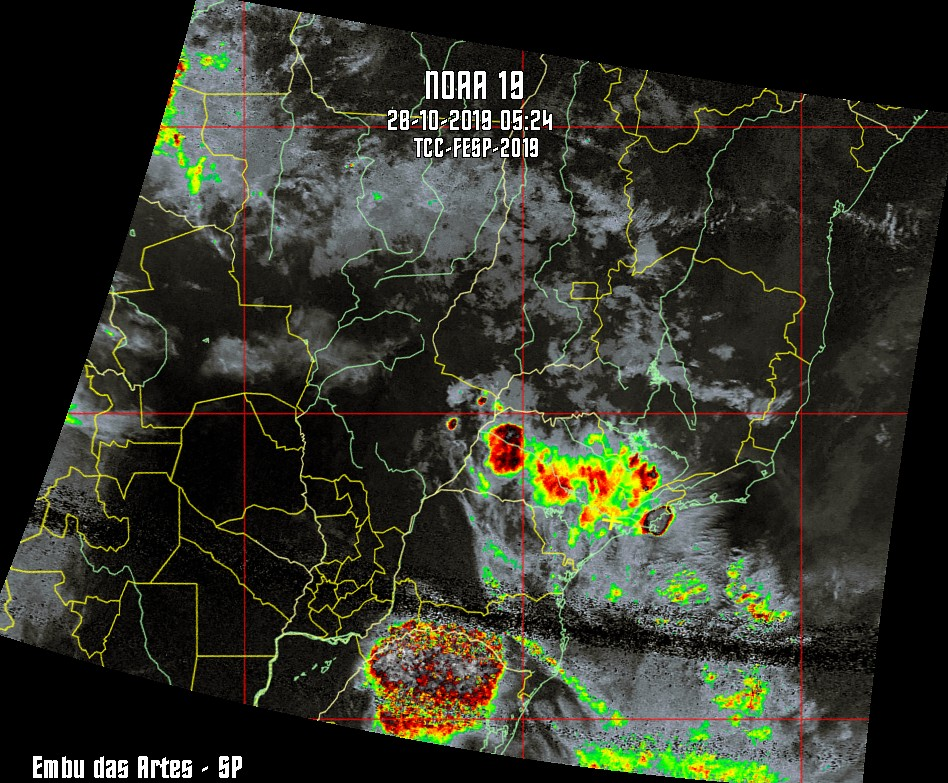 NOAA 19
28-10-2019 05:24
TCC-FESP-2019
Embu das Artes - SP